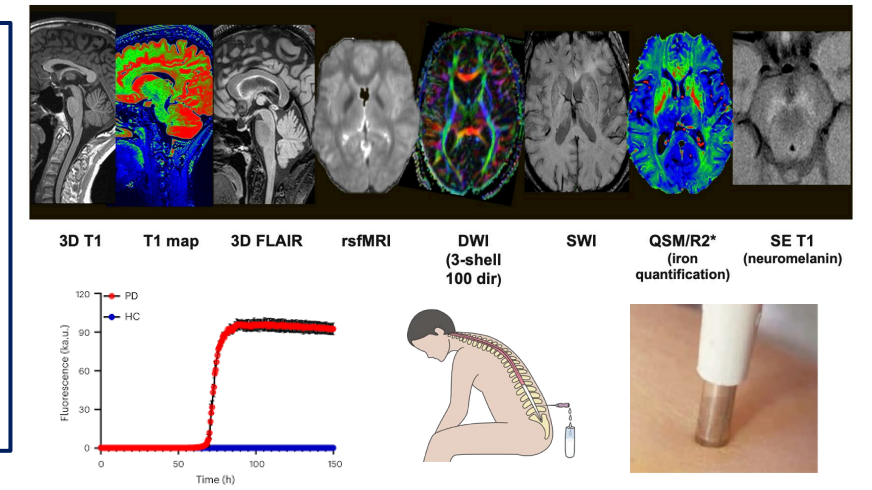 3D T1
T1 map
3D FLAIR
rsfMRI
DWI
(3-shell
100 dir)
SWI
QSM/R2*
(iron
quantification)
SE T1
(neuromelanin)
120
90
60
30
0
Fluorescence (ka.u.)
PD
HC
0
50
100
150
Time (h)